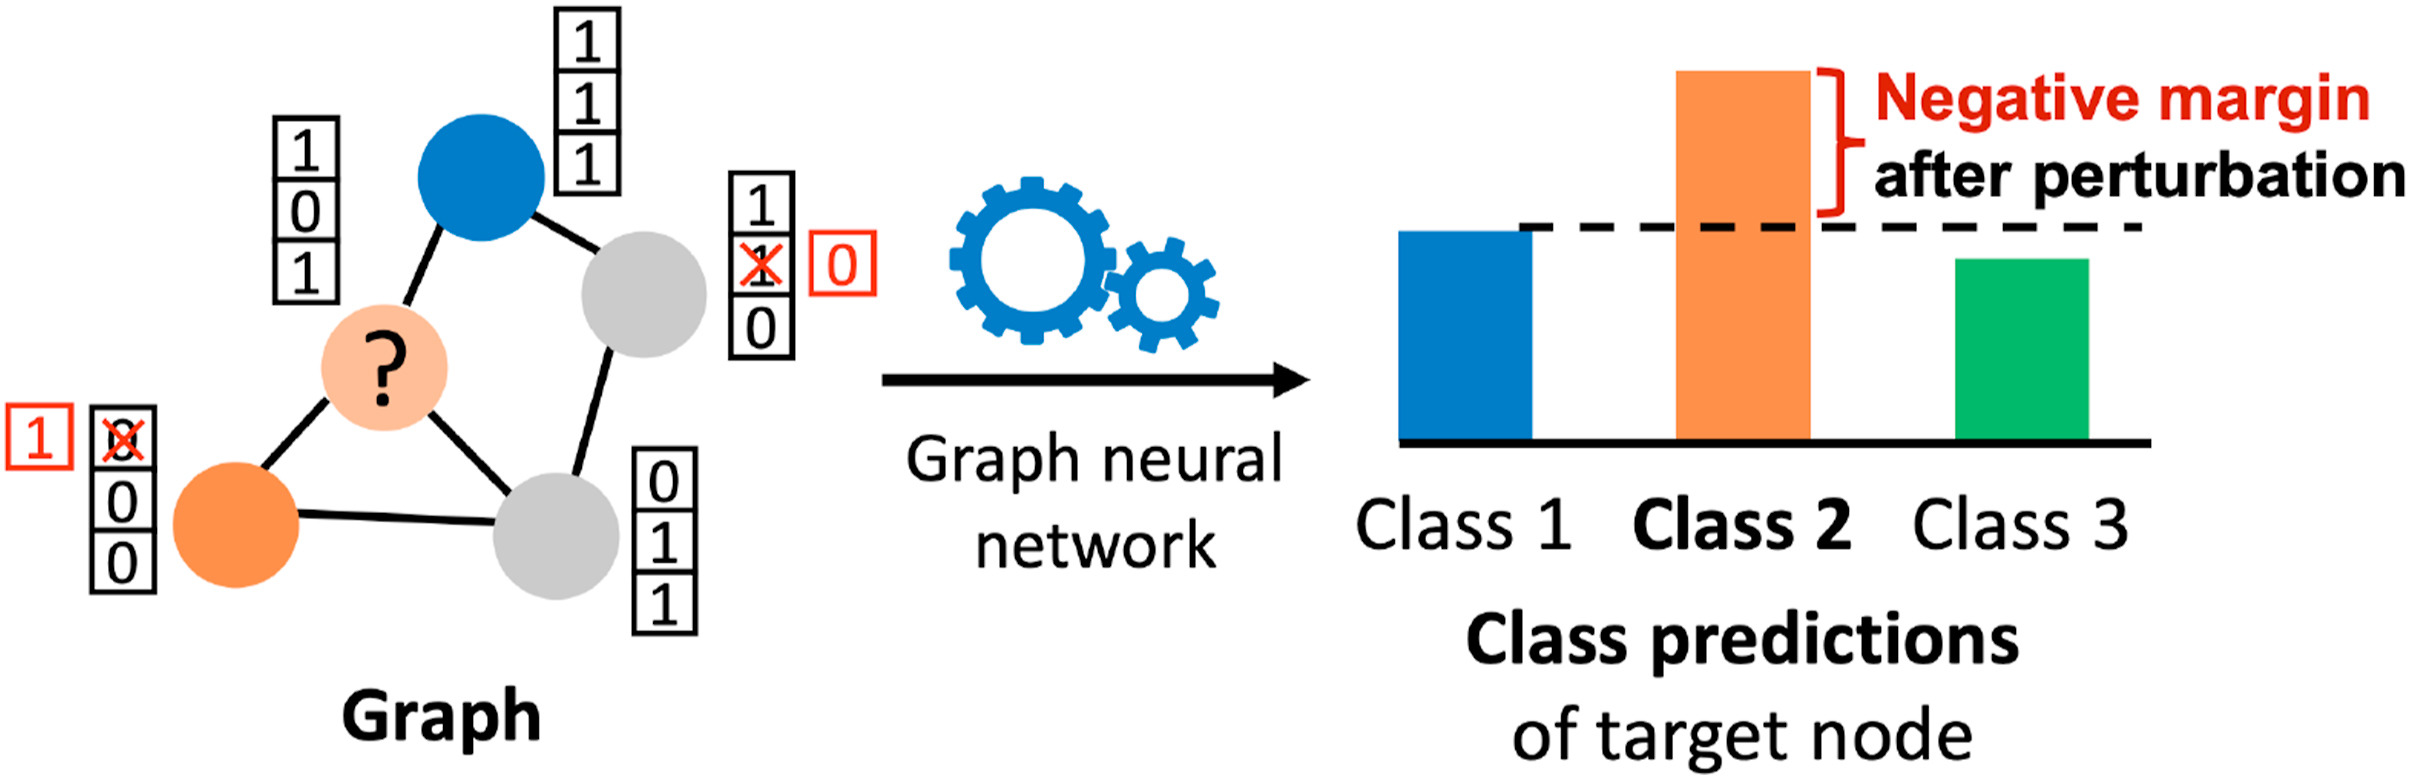 1
1
1
1
0
1
1
1 0
0
?
1 0
0
0
0
1
1
Graph
Graph neural
network
Negative margin
after perturbation
Class 1 Class 2 Class 3
Class predictions
of target node